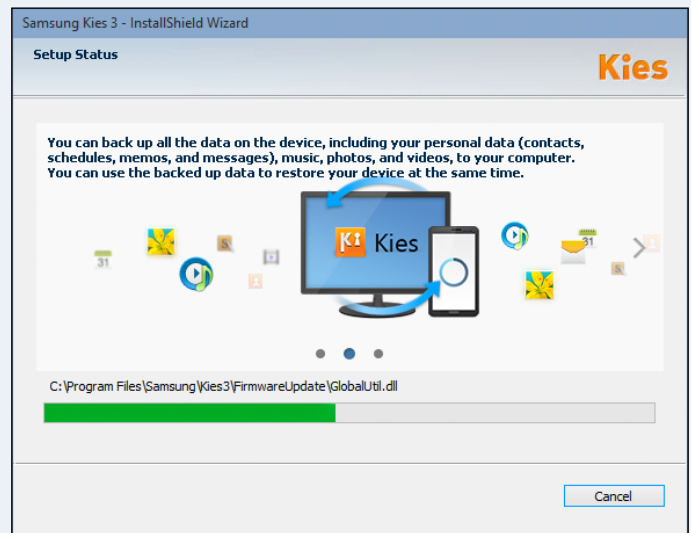 Samsung Kies 3 - InstallShield Wizard
Setup Status
Kies
You can back up all the data on the device, including your personal data (contacts,
schedules, memos, and messages), music, photos, and videos, to your computer.
You can use the backed up data to restore your device at the same time.
Ki Kies
31
S
31
S
C:\Program Files\Samsung\Kies3\FirmwareUpdate\GlobalUtil.dll
Cancel